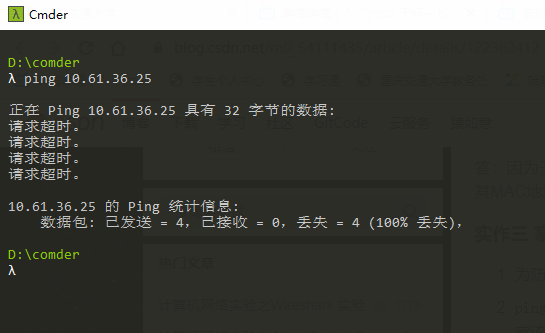 λ Cmder
D:\comder
λ ping 10.61.36.25
正在 Ping 10.61.36.25 具有 32 字节的数据:
请求超时。
请求超时。
请求超时。
请求超时。
10.61.36.25 的 Ping 统计信息:
数据包: 已发送 = 4，已接收 = 0，丢失 = 4 (100% 丢失)，
D:\comder
λ